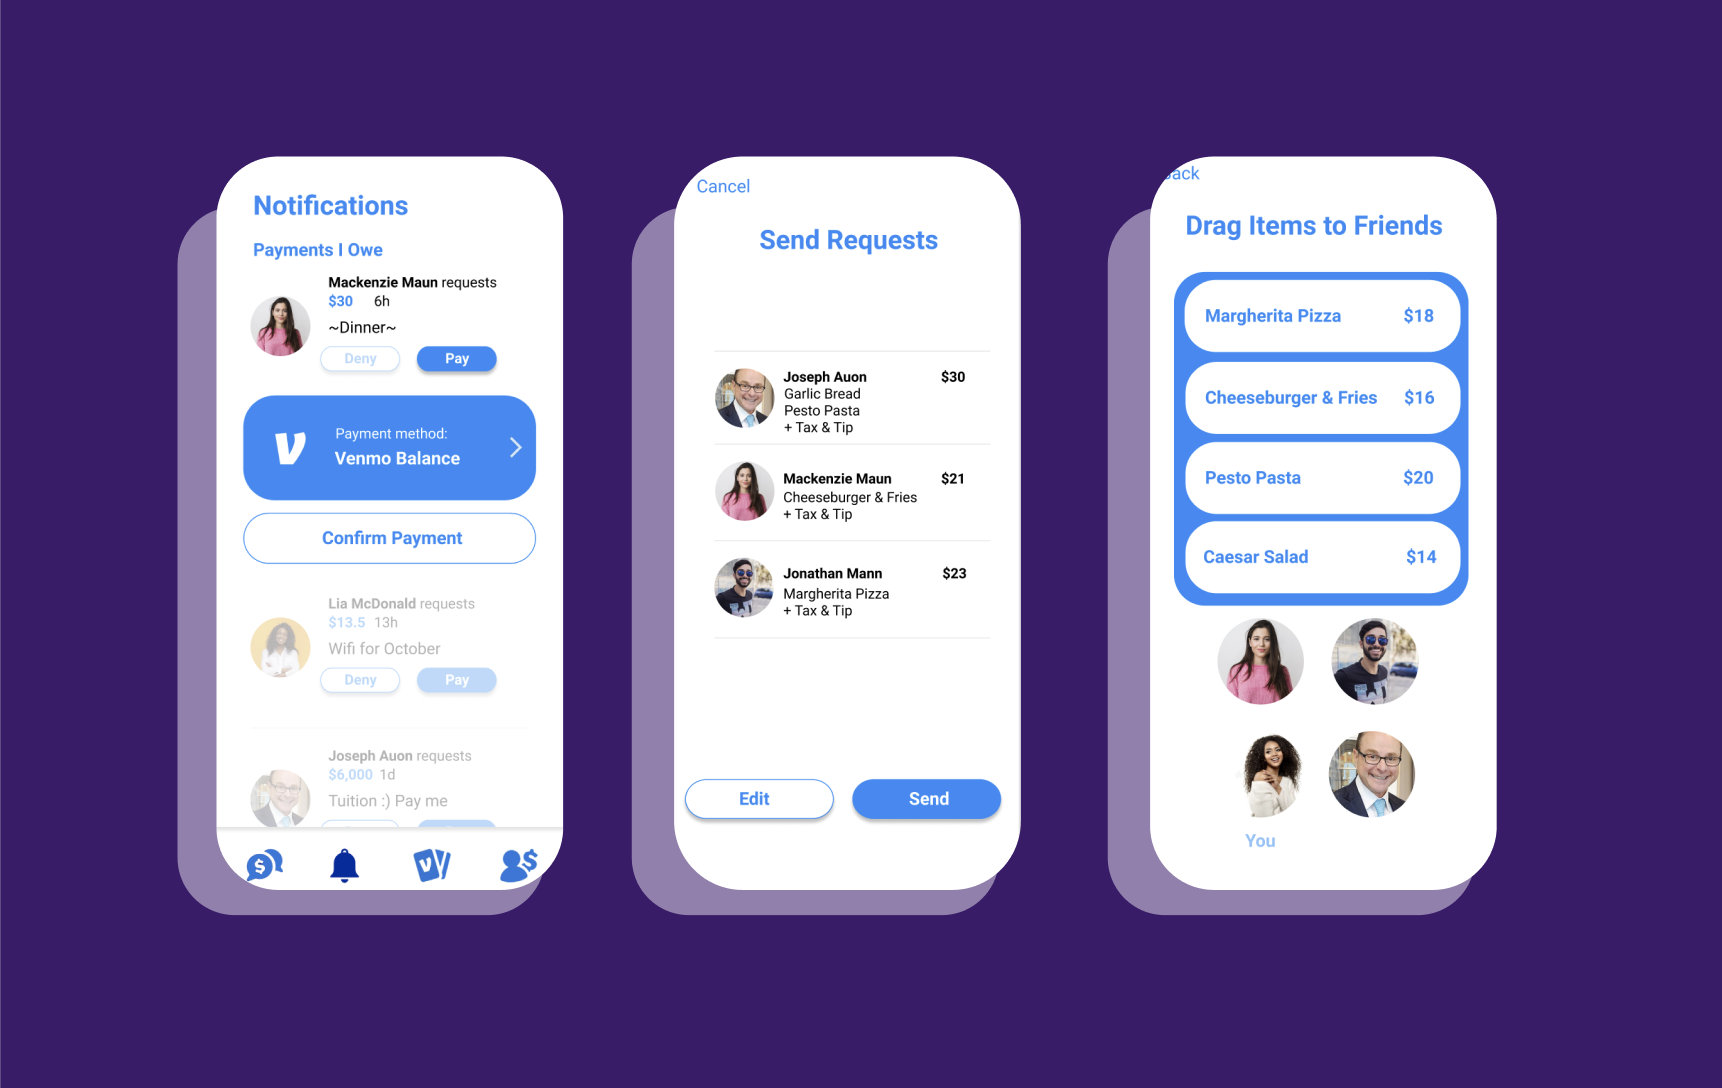 Notifications
Payments I Owe
Mackenzie Maun requests
$30 6h
~Dinner~
Deny Pay
Payment method:
Venmo Balance
Confirm Payment
Lia McDonald requests
$13.5 13h
Wifi for October
Deny Pay
Joseph Auon requests
$6,000 1d
Tuition :) Pay me
Cancel
Send Requests
Joseph Auon $30
Garlic Bread
Pesto Pasta
+ Tax & Tip
Mackenzie Maun $21
Cheeseburger & Fries
+ Tax & Tip
Jonathan Mann $23
Margherita Pizza
+ Tax & Tip
Edit Send
Back
Drag Items to Friends
Margherita Pizza $18
Cheeseburger & Fries $16
Pesto Pasta $20
Caesar Salad $14
You